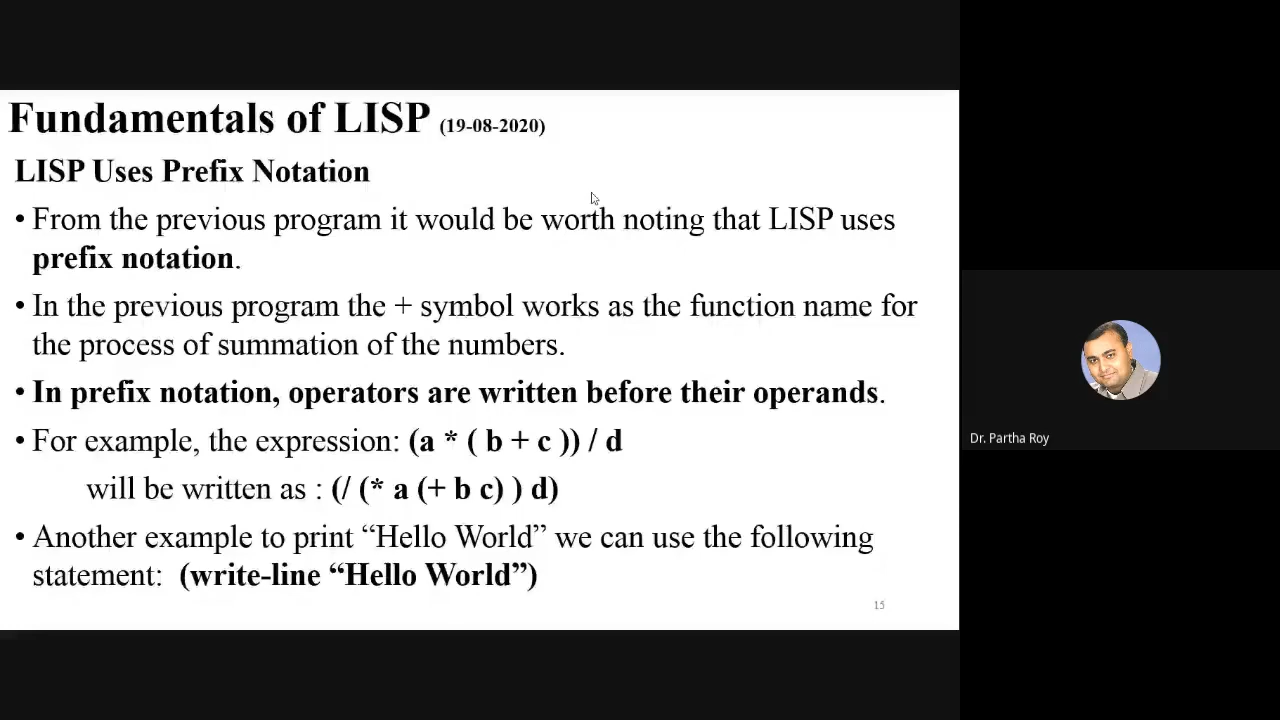 Fundamentals of LISP (19-08-2020)
LISP Uses Prefix Notation
• From the previous program it would be worth noting that LISP uses
prefix notation.
• In the previous program the + symbol works as the function name for
the process of summation of the numbers.
• In prefix notation, operators are written before their operands.
• For example, the expression: (a * ( b + c )) / d
will be written as : (/ (* a (+ b c) ) d)
• Another example to print “Hello World” we can use the following
statement: (write-line “Hello World”)
15
Dr. Partha Roy